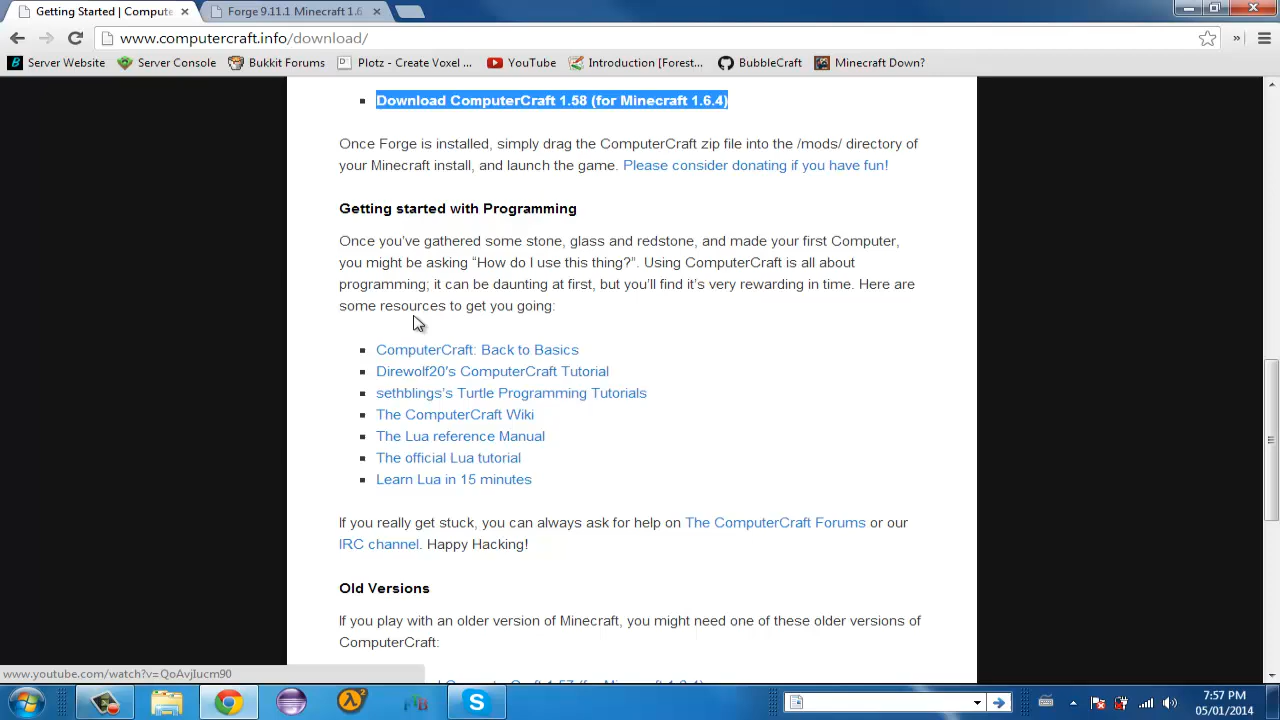 Getting Started | Compute
Forge 9.11.1 Minecraft 1.6.
www.computercraft.info/download/
Server Website
Server Console
Bukkit Forums
Plotz - Create Voxel ...
YouTube
Introduction [Forest...
BubbleCraft
Minecraft Down?
Download ComputerCraft 1.58 (for Minecraft 1.6.4)
Once Forge is installed, simply drag the ComputerCraft zip file into the /mods/ directory of
your Minecraft install, and launch the game. Please consider donating if you have fun!
Getting started with Programming
Once you've gathered some stone, glass and redstone, and made your first Computer,
you might be asking “How do I use this thing?”. Using ComputerCraft is all about
programming; it can be daunting at first, but you'll find it's very rewarding in time. Here are
some resources to get you going:
ComputerCraft: Back to Basics
Direwolf20's ComputerCraft Tutorial
sethblings's Turtle Programming Tutorials
The ComputerCraft Wiki
The Lua reference Manual
The official Lua tutorial
Learn Lua in 15 minutes
If you really get stuck, you can always ask for help on The ComputerCraft Forums or our
IRC channel. Happy Hacking!
Old Versions
If you play with an older version of Minecraft, you might need one of these older versions of
ComputerCraft:
www.youtube.com/watch?v=QoAvjIucm90
7:57 PM
05/01/2014